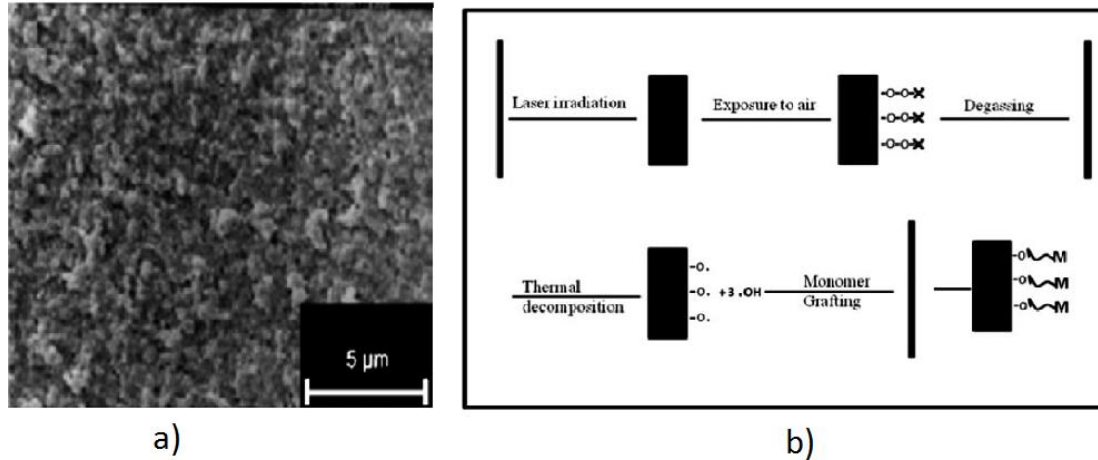 5 µm
a)
Laser irradiation
Exposure to air
-O-O-X
-O-O-X
-O-O-X
Degassing
Thermal
decomposition
-O.
-O. +3 .OH
-O.
Monomer
Grafting
-O M
-O M
-O M
b)